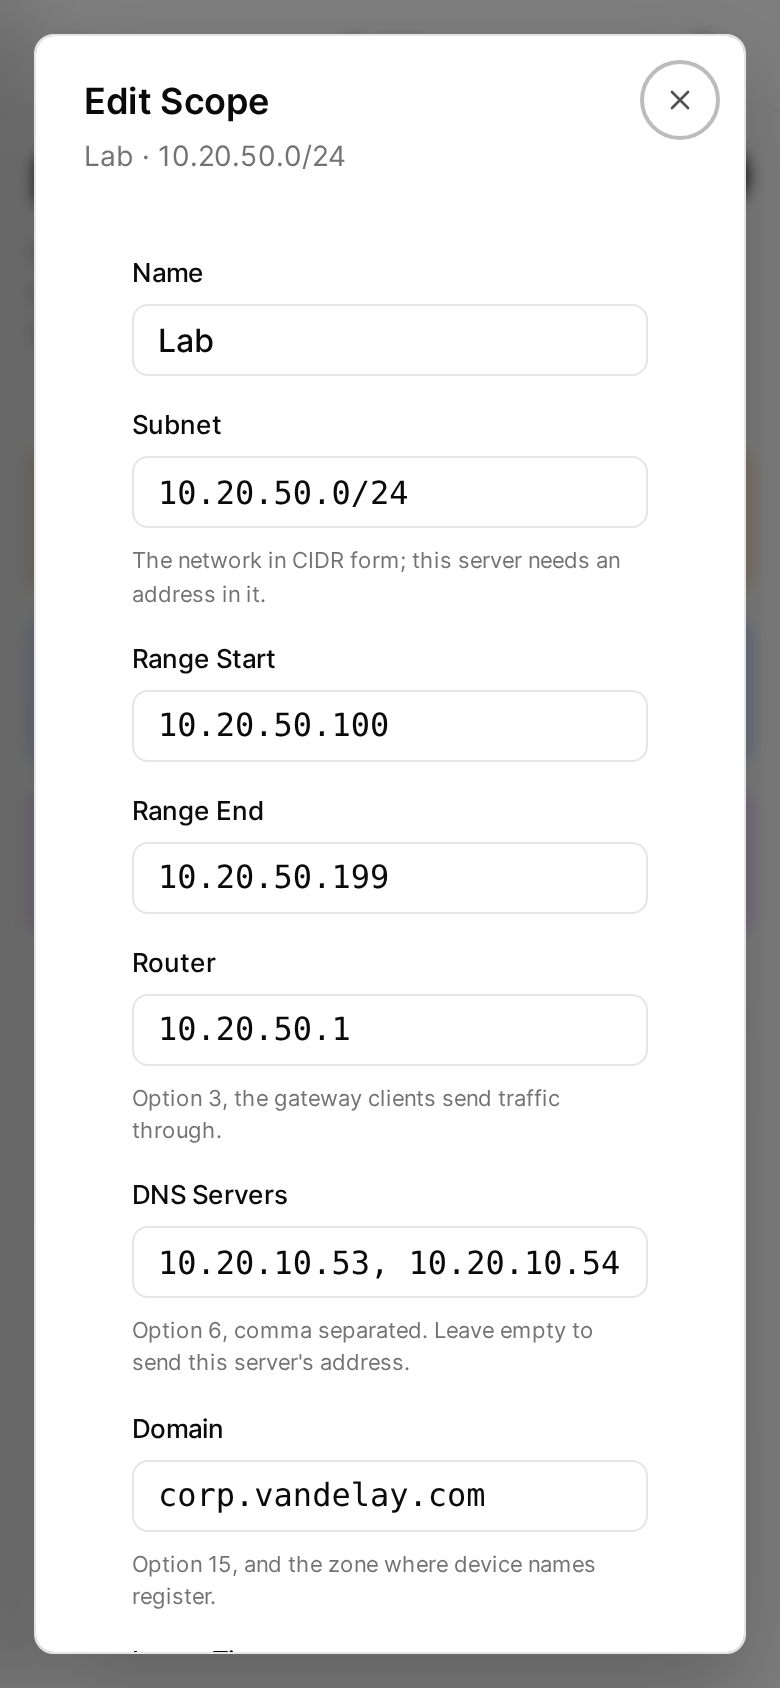 Edit Scope
Lab · 10.20.50.0/24
Name
Lab
Subnet
10.20.50.0/24
The network in CIDR form; this server needs an
address in it.
Range Start
10.20.50.100
Range End
10.20.50.199
Router
10.20.50.1
Option 3, the gateway clients send traffic
through.
DNS Servers
10.20.10.53, 10.20.10.54
Option 6, comma separated. Leave empty to
send this server's address.
Domain
corp.vandelay.com
Option 15, and the zone where device names
register.